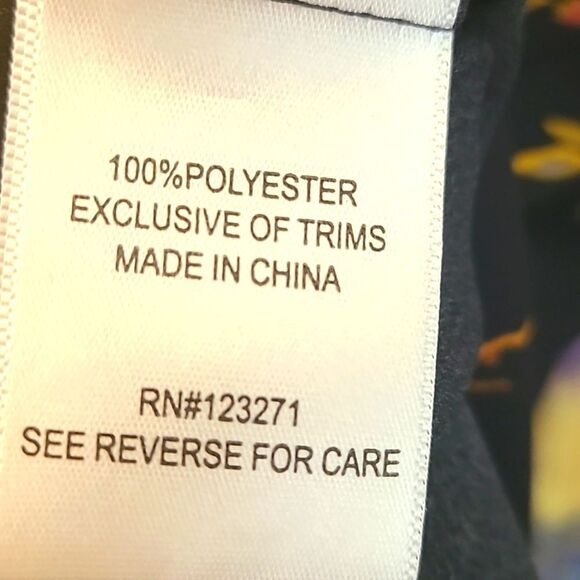 100%POLYESTER
EXCLUSIVE OF TRIMS
MADE IN CHINA
RN#123271
SEE REVERSE FOR CARE